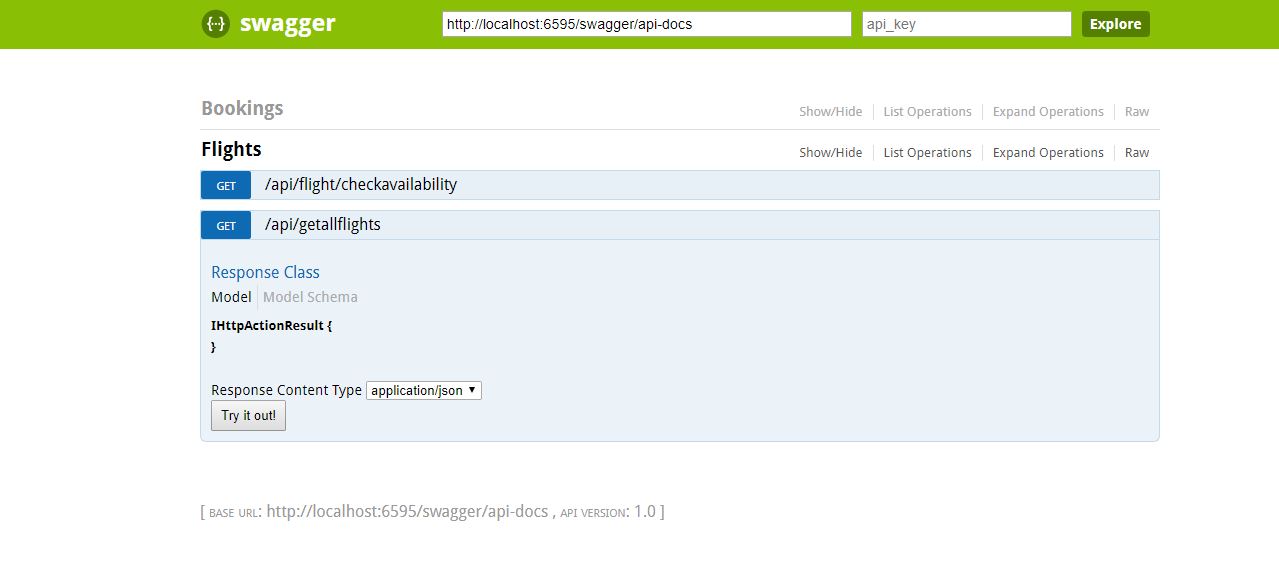 {···} swagger http://localhost:6595/swagger/api-docs api_key Explore
Bookings Show/Hide List Operations Expand Operations Raw
Flights Show/Hide List Operations Expand Operations Raw
GET /api/flight/checkavailability
GET /api/getallflights
Response Class
Model Model Schema
IHttpActionResult {
}
Response Content Type application/json
Try it out!
[ BASE URL: http://localhost:6595/swagger/api-docs , API VERSION: 1.0 ]